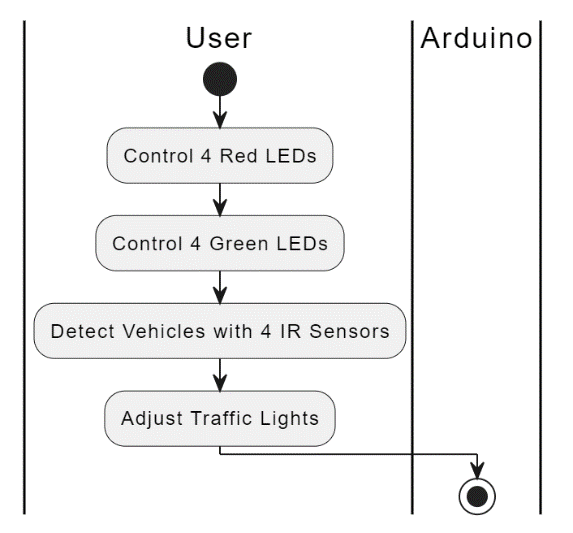 User
Arduino
Control 4 Red LEDs
Control 4 Green LEDs
Detect Vehicles with 4 IR Sensors
Adjust Traffic Lights